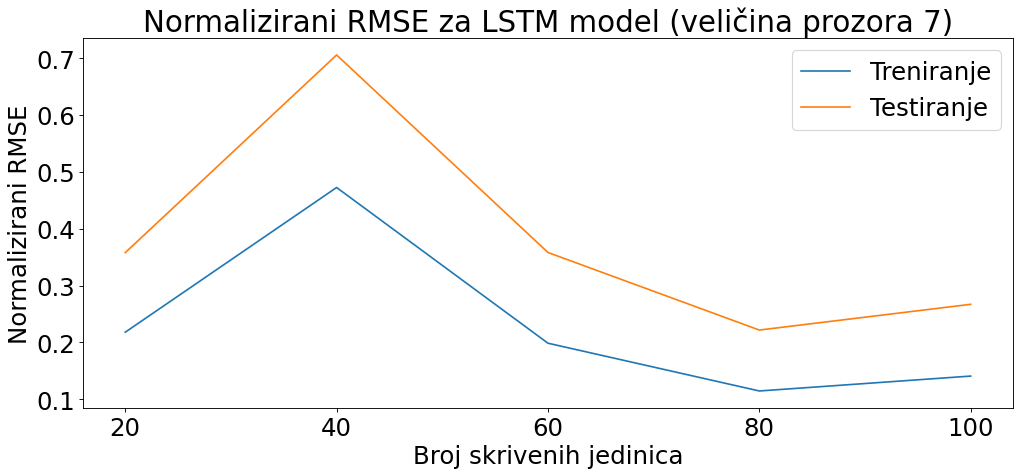 Normalizirani RMSE za LSTM model (veličina prozora 7)
Treniranje
Testiranje
Normalizirani RMSE
0.7
0.6
0.5
0.4
0.3
0.2
0.1
20 40 60 80 100
Broj skrivenih jedinica